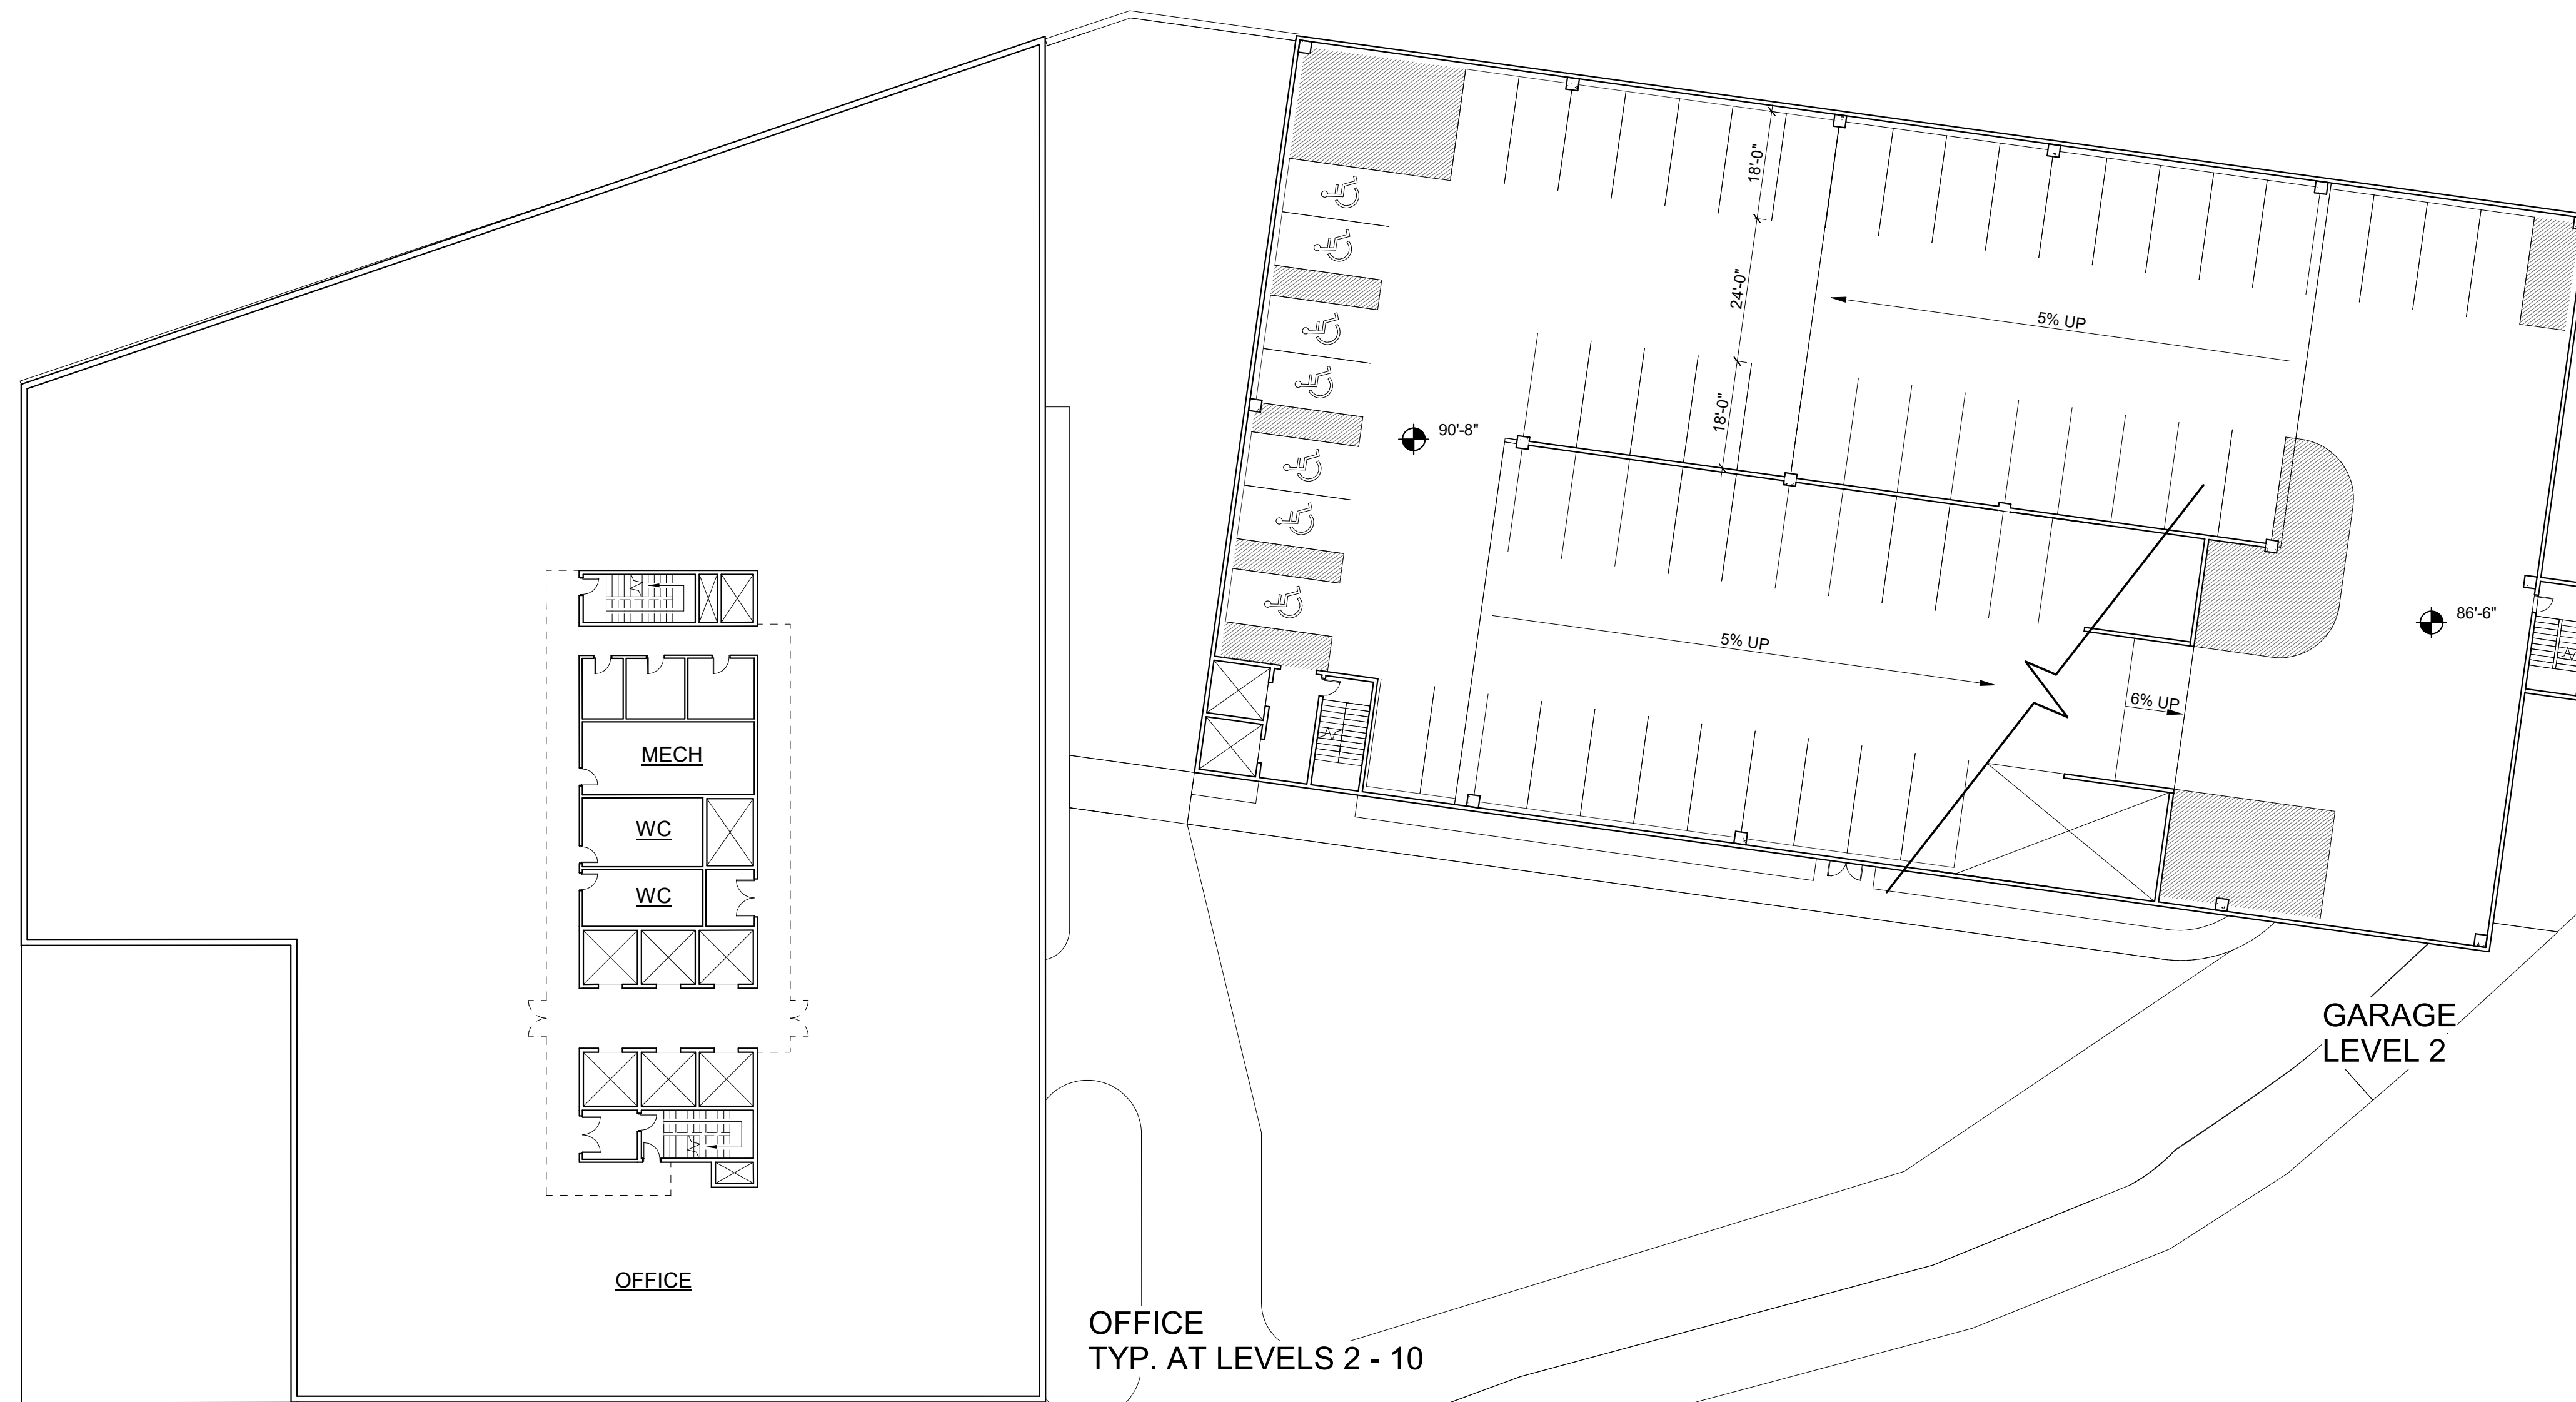 18'-0"
24'-0"
18'-0"
5% UP
90'-8"
5% UP
86'-6"
6% UP
MECH
WC
WC
OFFICE
OFFICE
TYP. AT LEVELS 2 - 10
GARAGE
LEVEL 2